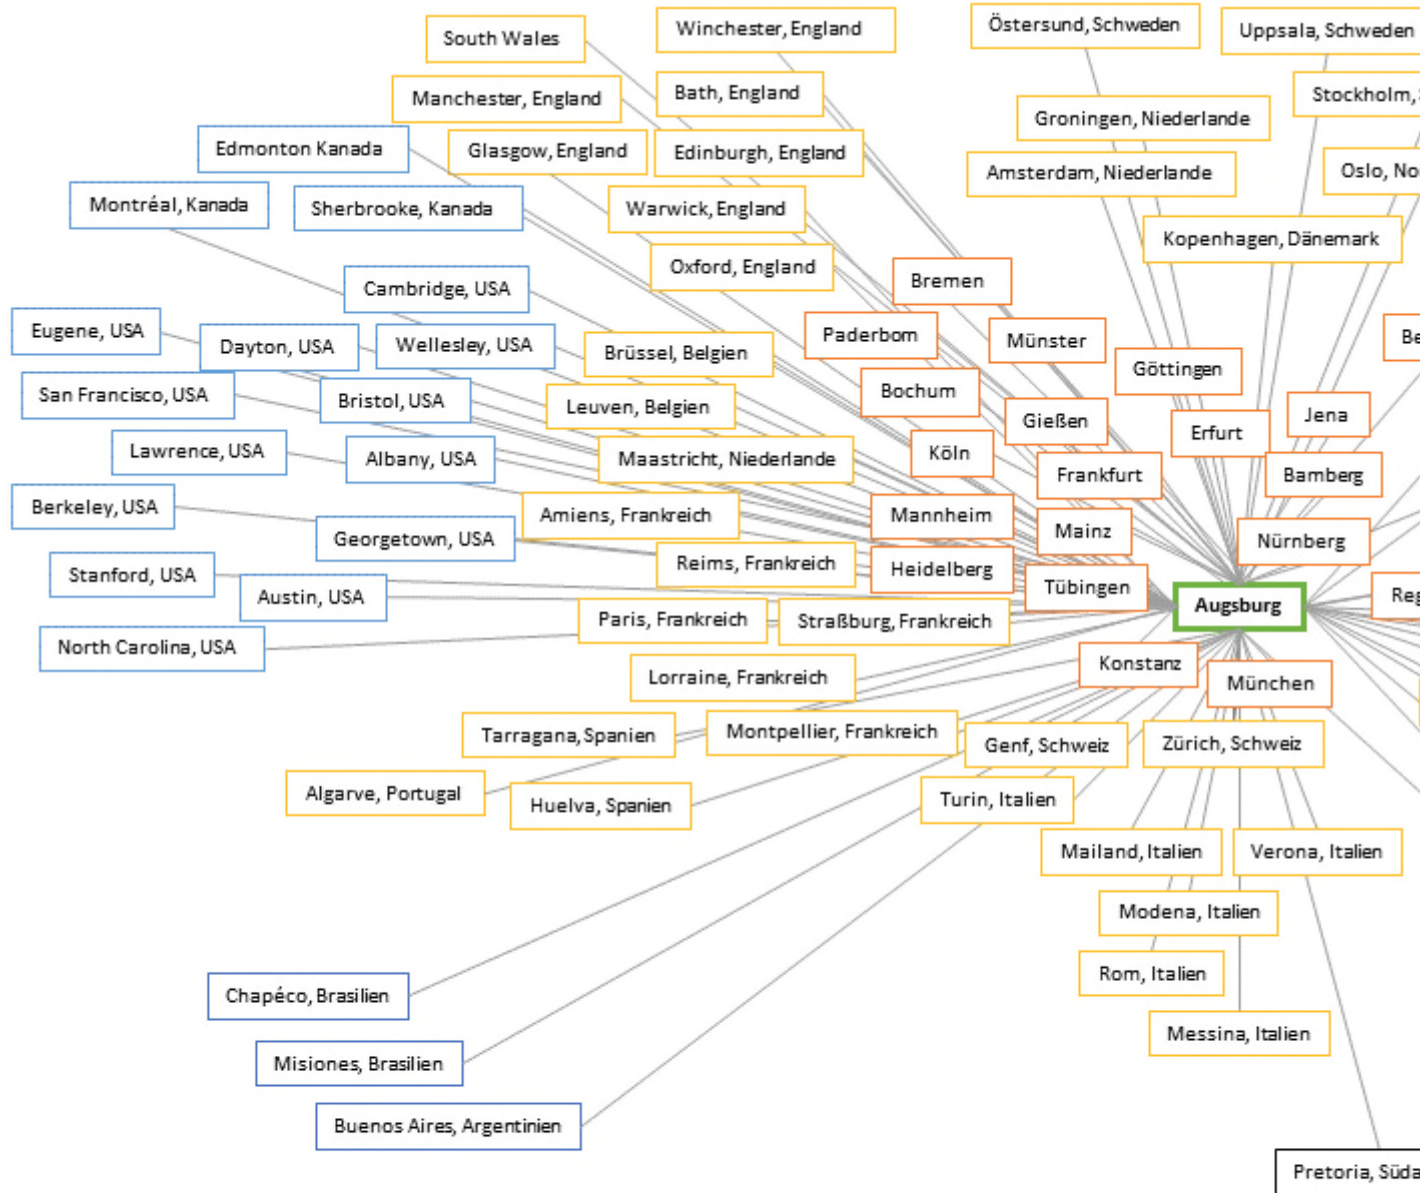 South Wales
Winchester, England
Östersund, Schweden
Uppsala, Schweden
Manchester, England
Bath, England
Stockholm,
Groningen, Niederlande
Edmonton Kanada
Glasgow, England
Edinburgh, England
Amsterdam, Niederlande
Oslo,
Montréal, Kanada
Sherbrooke, Kanada
Warwick, England
Kopenhagen, Dänemark
Oxford, England
Bremen
Cambridge, USA
Eugene, USA
Dayton, USA
Wellesley, USA
Brüssel, Belgien
Paderbom
Münster
Göttingen
San Francisco, USA
Bristol, USA
Leuven, Belgien
Bochum
Gießen
Jena
Erfurt
Lawrence, USA
Albany, USA
Maastricht, Niederlande
Köln
Frankfurt
Bamberg
Berkeley, USA
Georgetown, USA
Amiens, Frankreich
Mannheim
Mainz
Nürnberg
Stanford, USA
Reims, Frankreich
Heidelberg
Tübingen
Austin, USA
Augsburg
Paris, Frankreich
Straßburg, Frankreich
North Carolina, USA
Lorraine, Frankreich
Konstanz
München
Tarragana, Spanien
Montpellier, Frankreich
Genf, Schweiz
Zürich, Schweiz
Algarve, Portugal
Huelva, Spanien
Turin, Italien
Mailand, Italien
Verona, Italien
Modena, Italien
Rom, Italien
Chapéco, Brasilien
Messina, Italien
Misiones, Brasilien
Buenos Aires, Argentinien
Pretoria,